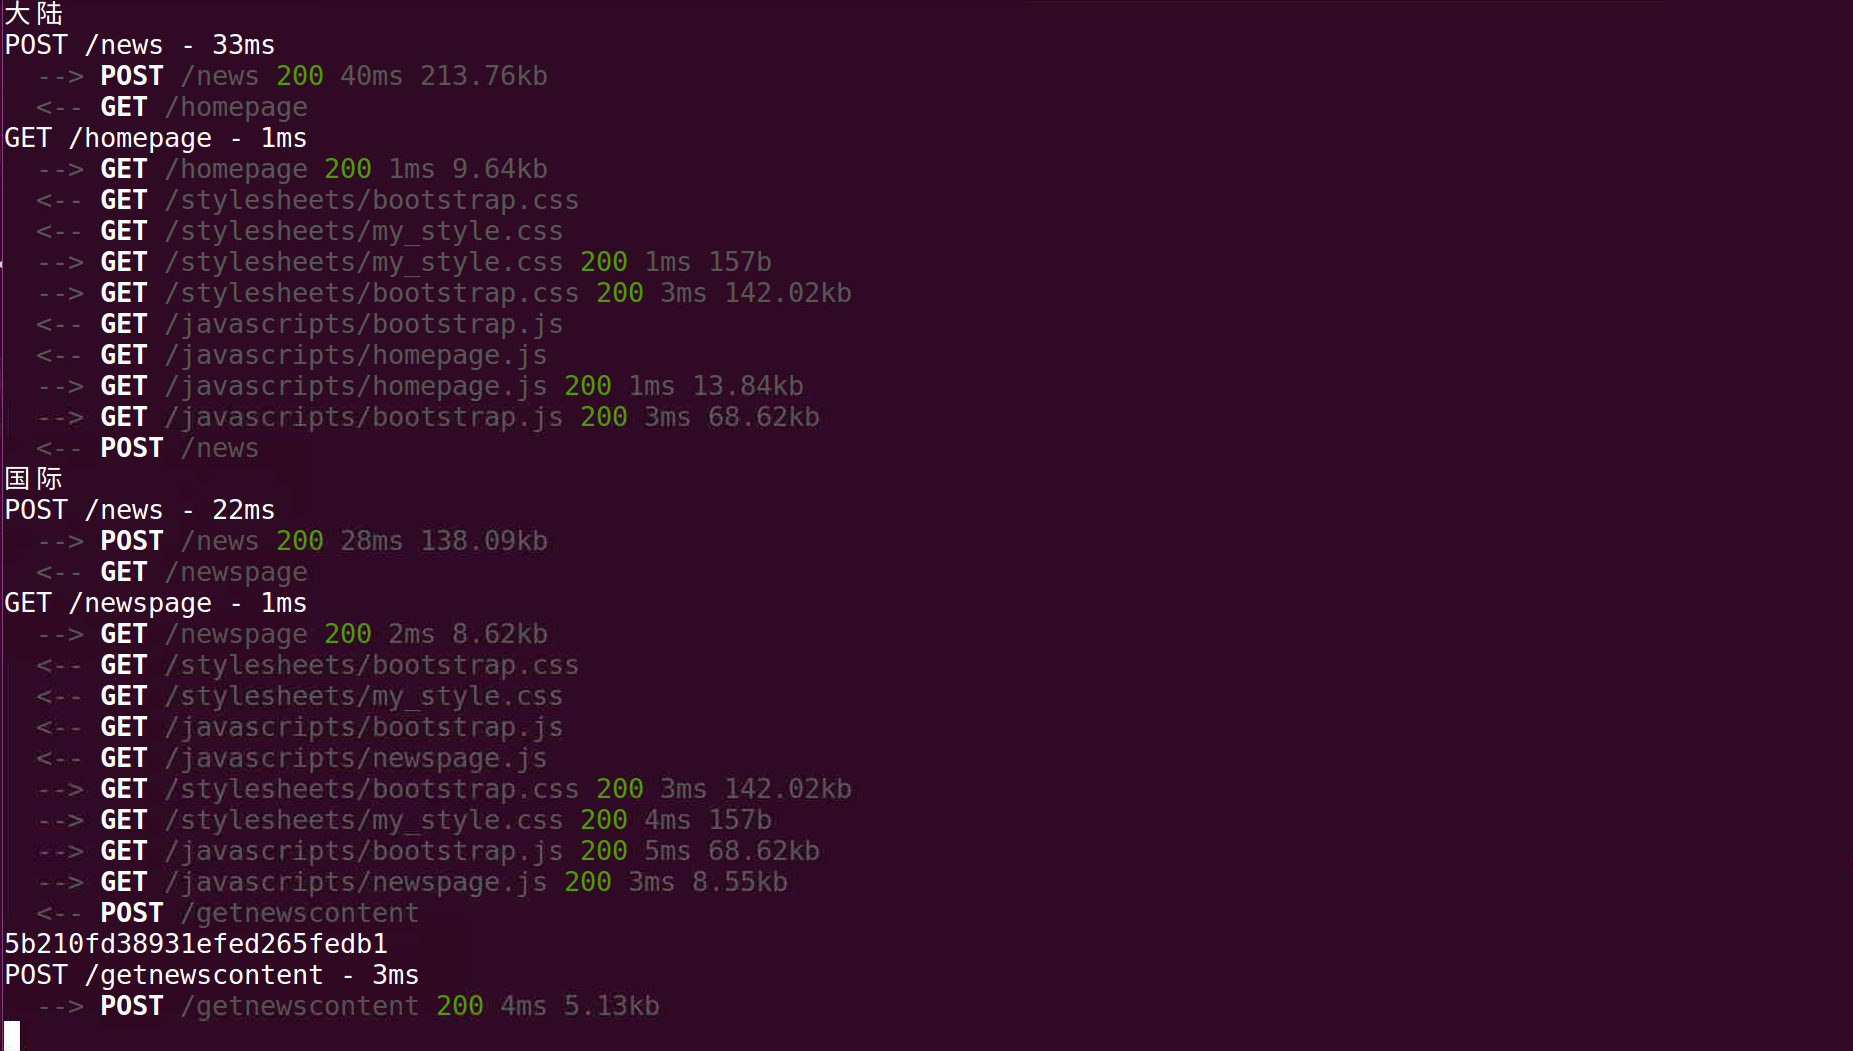 大陆
POST /news - 33ms
--> POST /news 200 40ms 213.76kb
<-- GET /homepage
GET /homepage - 1ms
--> GET /homepage 200 1ms 9.64kb
<-- GET /stylesheets/bootstrap.css
<-- GET /stylesheets/my_style.css
--> GET /stylesheets/my_style.css 200 1ms 157b
--> GET /stylesheets/bootstrap.css 200 3ms 142.02kb
<-- GET /javascripts/bootstrap.js
<-- GET /javascripts/homepage.js
--> GET /javascripts/homepage.js 200 1ms 13.84kb
--> GET /javascripts/bootstrap.js 200 3ms 68.62kb
<-- POST /news
国际
POST /news - 22ms
--> POST /news 200 28ms 138.09kb
<-- GET /newspage
GET /newspage - 1ms
--> GET /newspage 200 2ms 8.62kb
<-- GET /stylesheets/bootstrap.css
<-- GET /stylesheets/my_style.css
<-- GET /javascripts/bootstrap.js
<-- GET /javascripts/newspage.js
--> GET /stylesheets/bootstrap.css 200 3ms 142.02kb
--> GET /stylesheets/my_style.css 200 4ms 157b
--> GET /javascripts/bootstrap.js 200 5ms 68.62kb
--> GET /javascripts/newspage.js 200 3ms 8.55kb
<-- POST /getnewscontent
5b210fd38931efed265fedb1
POST /getnewscontent - 3ms
--> POST /getnewscontent 200 4ms 5.13kb